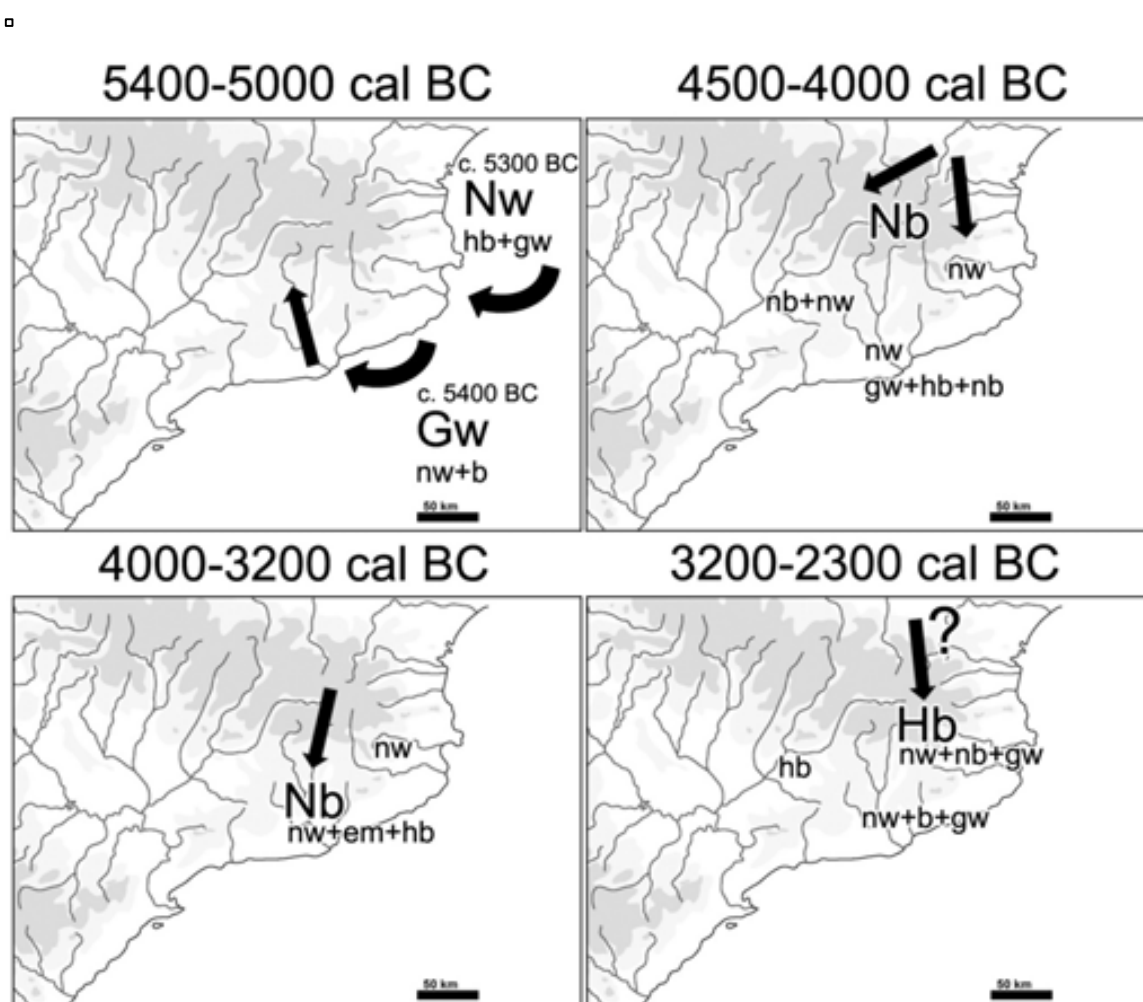 5400-5000 cal BC
c. 5300 BC
Nw
hb+gw
c. 5400 BC
Gw
nw+b
50 km
4500-4000 cal BC
Nb
nw
nb+nw
nw
gw+hb+nb
50 km
4000-3200 cal BC
nw
Nb
nw+em+hb
50 km
3200-2300 cal BC
?
Hb
nw+nb+gw
hb
nw+b+gw
50 km